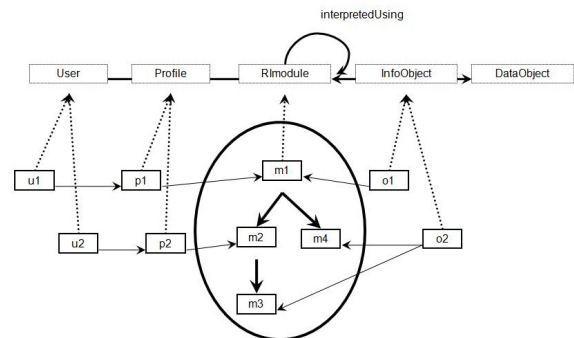 interpretedUsing
User Profile RImodule InfoObject DataObject
u1 p1 m1 o1
u2 p2 m2 m4 o2
m3